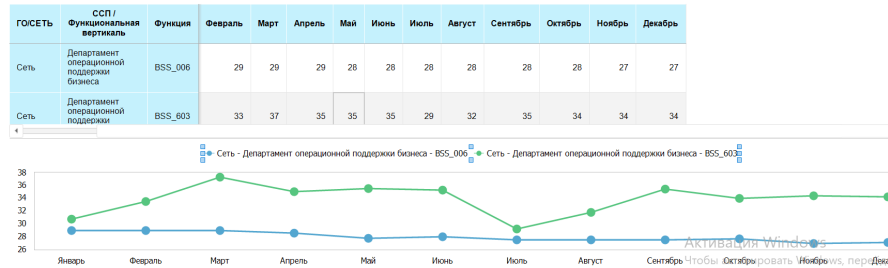 ГО/СЕТЬ ССП / Функциональная вертикаль Функция Февраль Март Апрель Май Июнь Июль Август Сентябрь Октябрь Ноябрь Декабрь
Сеть Департамент операционной поддержки бизнеса BSS_006 29 29 29 28 28 28 28 28 28 27 27
Сеть Департамент операционной поддержки BSS_603 33 37 35 35 35 29 32 35 34 34 34
Сеть - Департамент операционной поддержки бизнеса - BSS_006 Сеть - Департамент операционной поддержки бизнеса - BSS_603
38
36
34
32
30
28
26
Январь Февраль Март Апрель Май Июнь Июль Август Сентябрь Октябрь Ноябрь Дека
Активация Windows
Чтобы